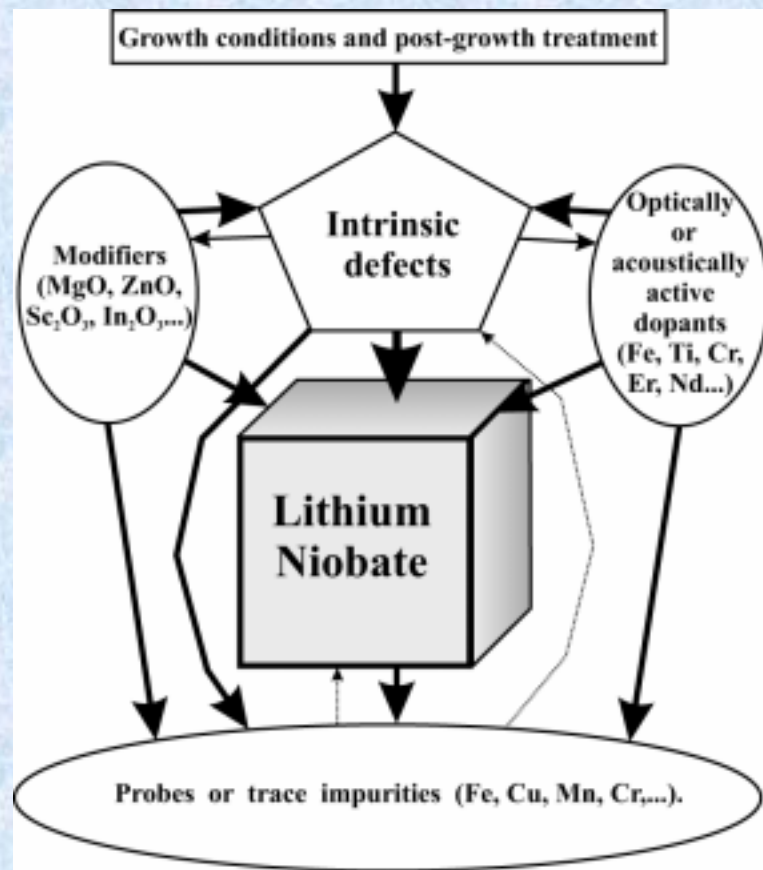 Growth conditions and post-growth treatment
Intrinsic
defects
Modifiers
(MgO, ZnO,
Sc₂O₃, In₂O₃...)
Optically
or
acoustically
active
dopants
(Fe, Ti, Cr,
Er, Nd...)
Lithium
Niobate
Probes or trace impurities (Fe, Cu, Mn, Cr,...).